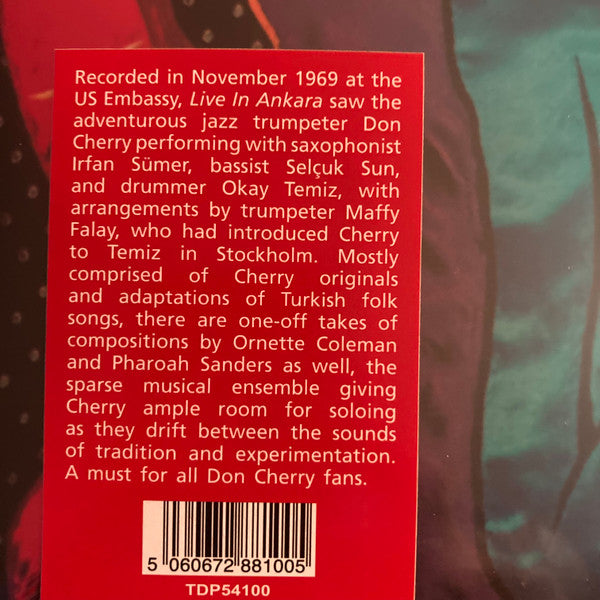 Recorded in November 1969 at the
US Embassy, Live In Ankara saw the
adventurous jazz trumpeter Don
Cherry performing with saxophonist
Irfan Sümer, bassist Selçuk Sun,
and drummer Okay Temiz, with
arrangements by trumpeter Maffy
Falay, who had introduced Cherry
to Temiz in Stockholm. Mostly
comprised of Cherry originals
and adaptations of Turkish folk
songs, there are one-off takes of
compositions by Ornette Coleman
and Pharoah Sanders as well, the
sparse musical ensemble giving
Cherry ample room for soloing
as they drift between the sounds
of tradition and experimentation.
A must for all Don Cherry fans.
5 060672 881005
TDP54100